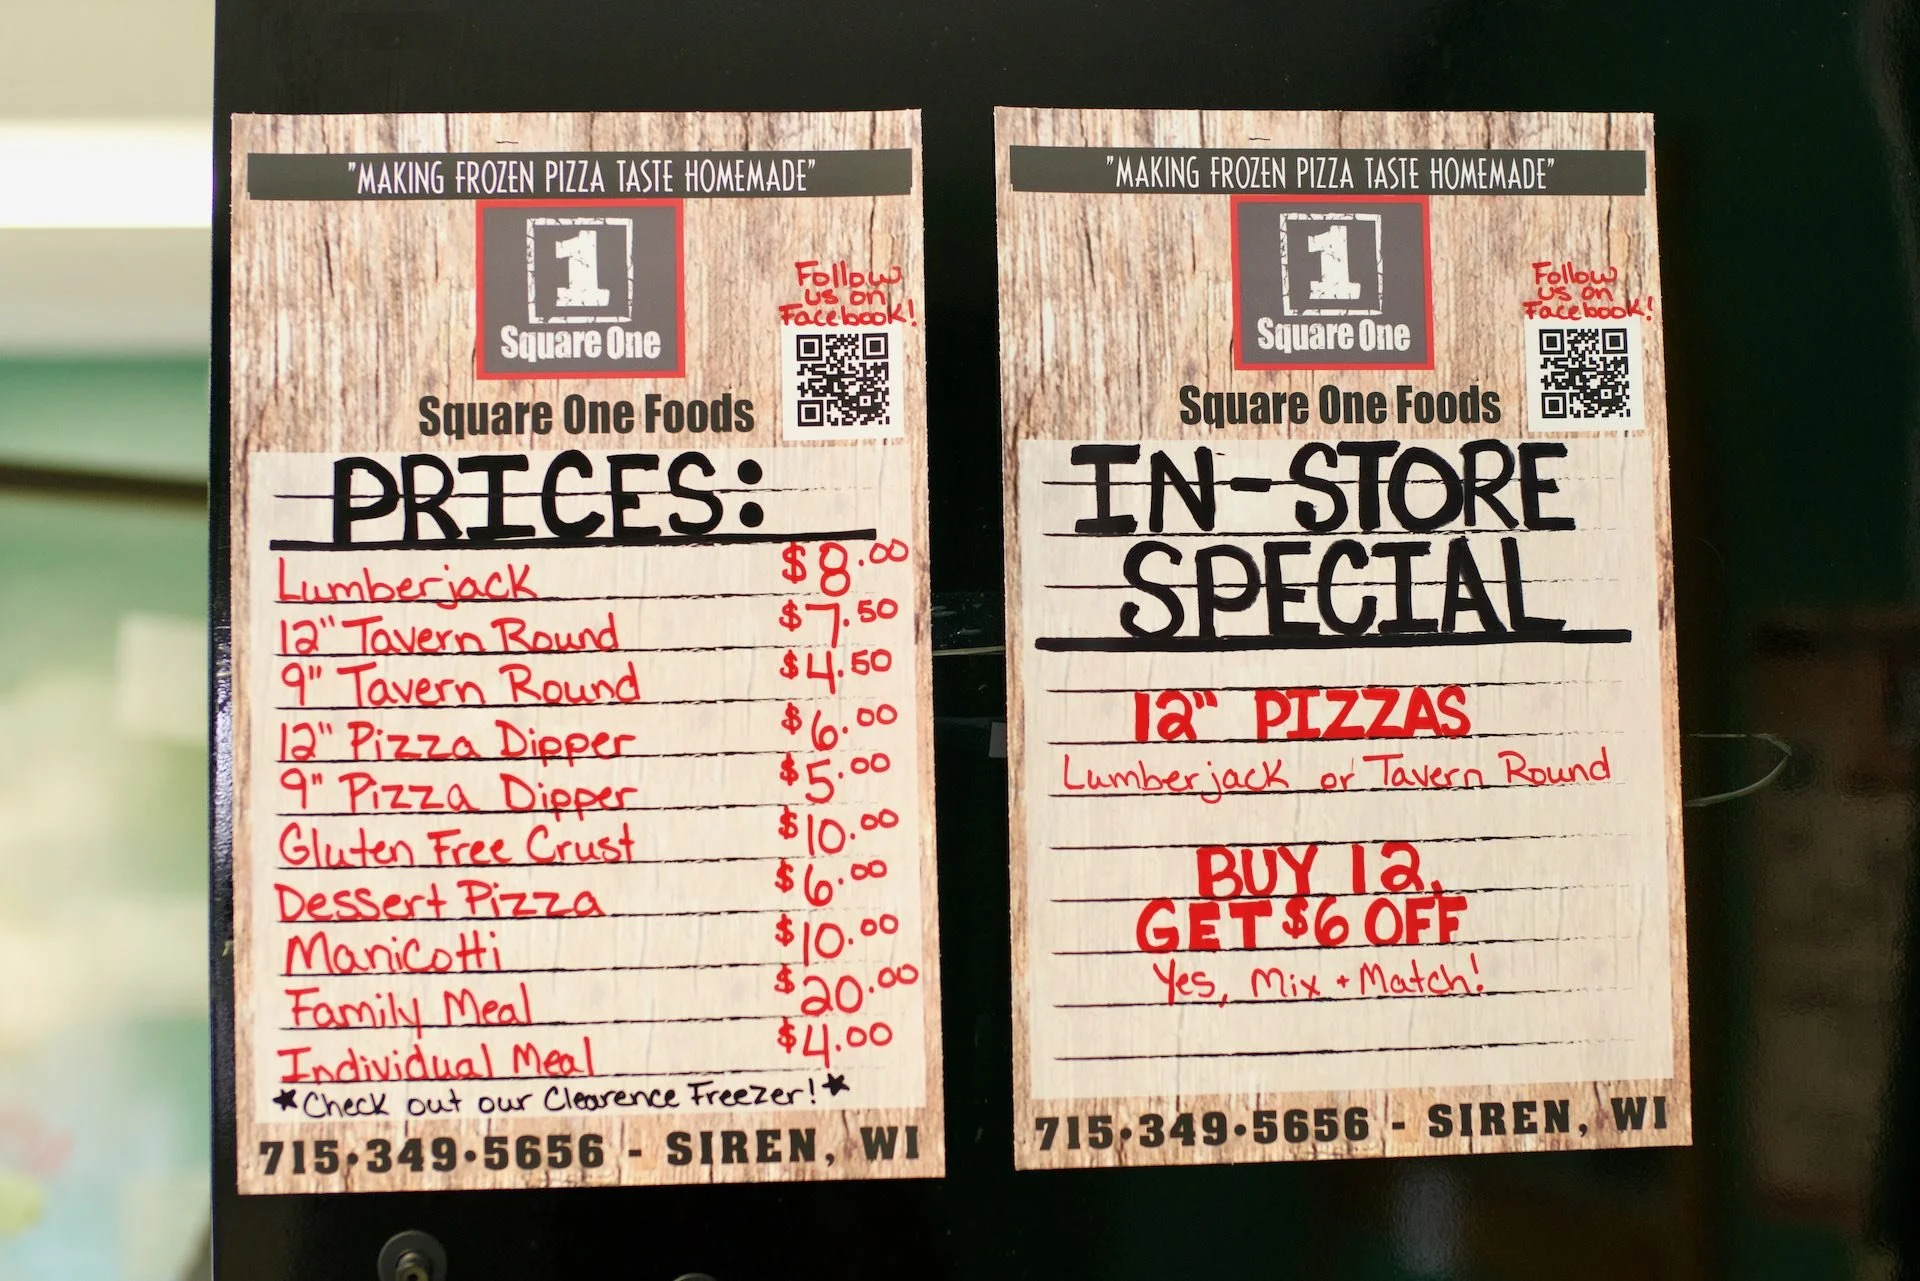 "MAKING FROZEN PIZZA TASTE HOMEMADE"
1
Square One
Follow
us on
Facebook!
Square One Foods
PRICES:
Lumberjack $8.00
12" Tavern Round $7.50
9" Tavern Round $4.50
12" Pizza Dipper $6.00
9" Pizza Dipper $5.00
Gluten Free Crust $10.00
Dessert Pizza $6.00
Manicotti $10.00
Family Meal $20.00
Individual Meal $4.00
*Check out our Clearence Freezer!*
715•349•5656 - SIREN, WI
"MAKING FROZEN PIZZA TASTE HOMEMADE"
1
Square One
Follow
us on
Facebook!
Square One Foods
IN-STORE
SPECIAL
12" PIZZAS
Lumberjack or Tavern Round
BUY 12,
GET $6 OFF
Yes, Mix + Match!
715•349•5656 - SIREN, WI